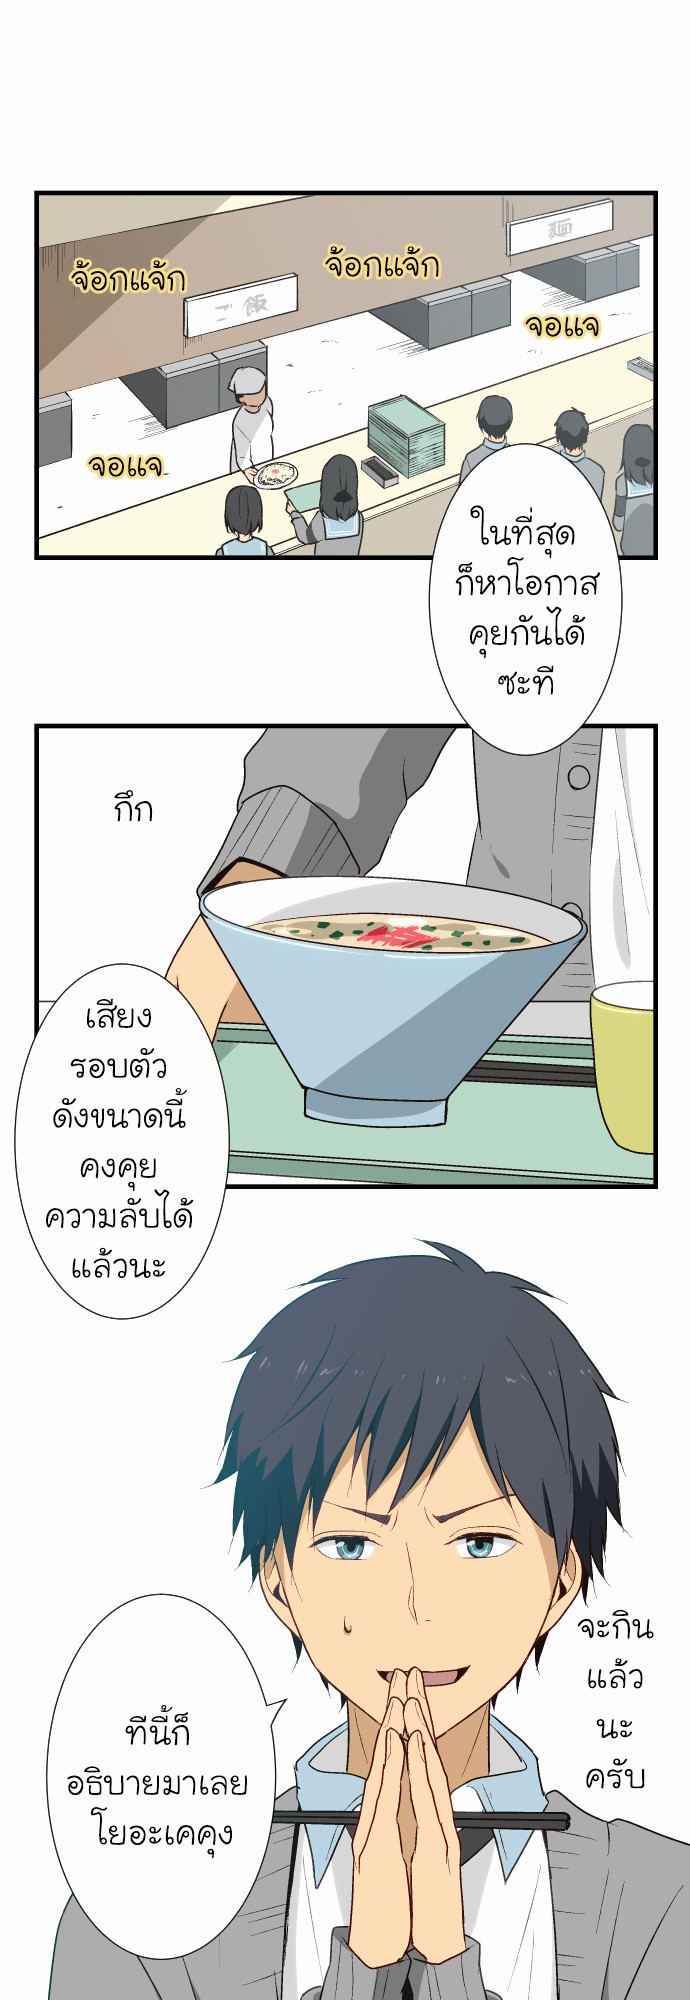 จ้อกแจ้ก
จ้อกแจ้ก
ご飯
麺
จอแจ
จอแจ
ในที่สุด
ก็หาโอกาส
คุยกันได้
ซะที
กึก
เสียง
รอบตัว
ดังขนาดนี้
คงคุย
ความลับได้
แล้วนะ
จะกิน
แล้ว
นะ
ครับ
ทีนี้ก็
อธิบายมาเลย
โยอะเคคุง